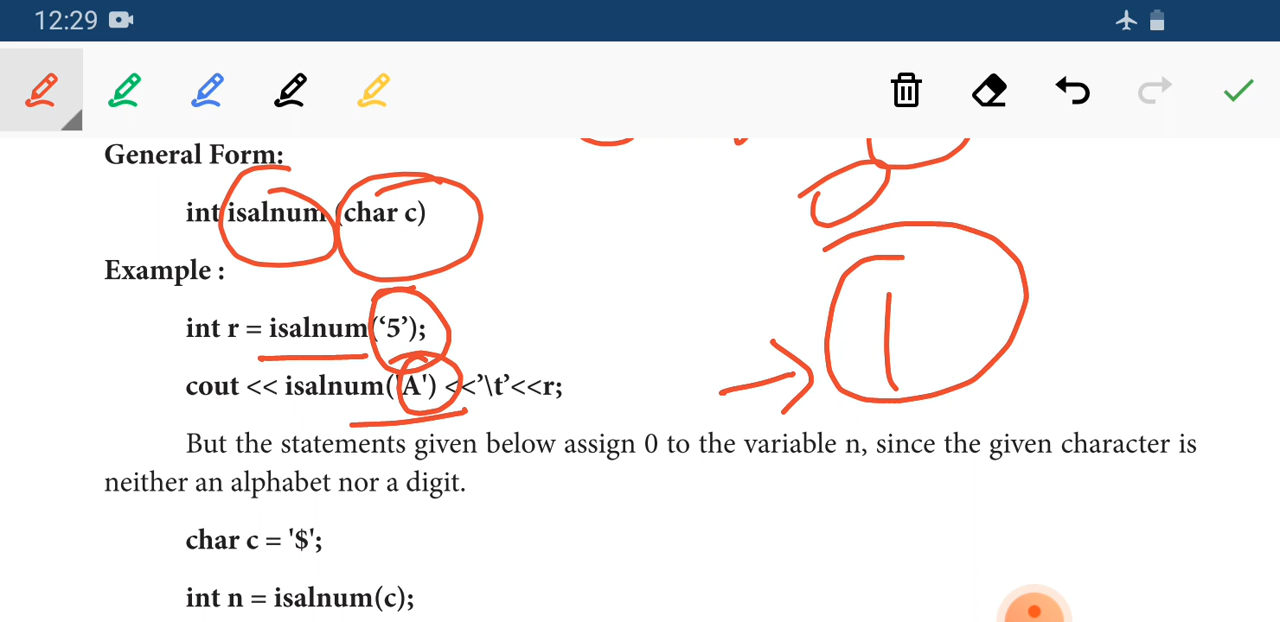 12:29
General Form:
int isalnum (char c)
Example :
int r = isalnum(‘5’);
cout << isalnum('A') <<’\t’<<r;
1
But the statements given below assign 0 to the variable n, since the given character is
neither an alphabet nor a digit.
char c = '$';
int n = isalnum(c);